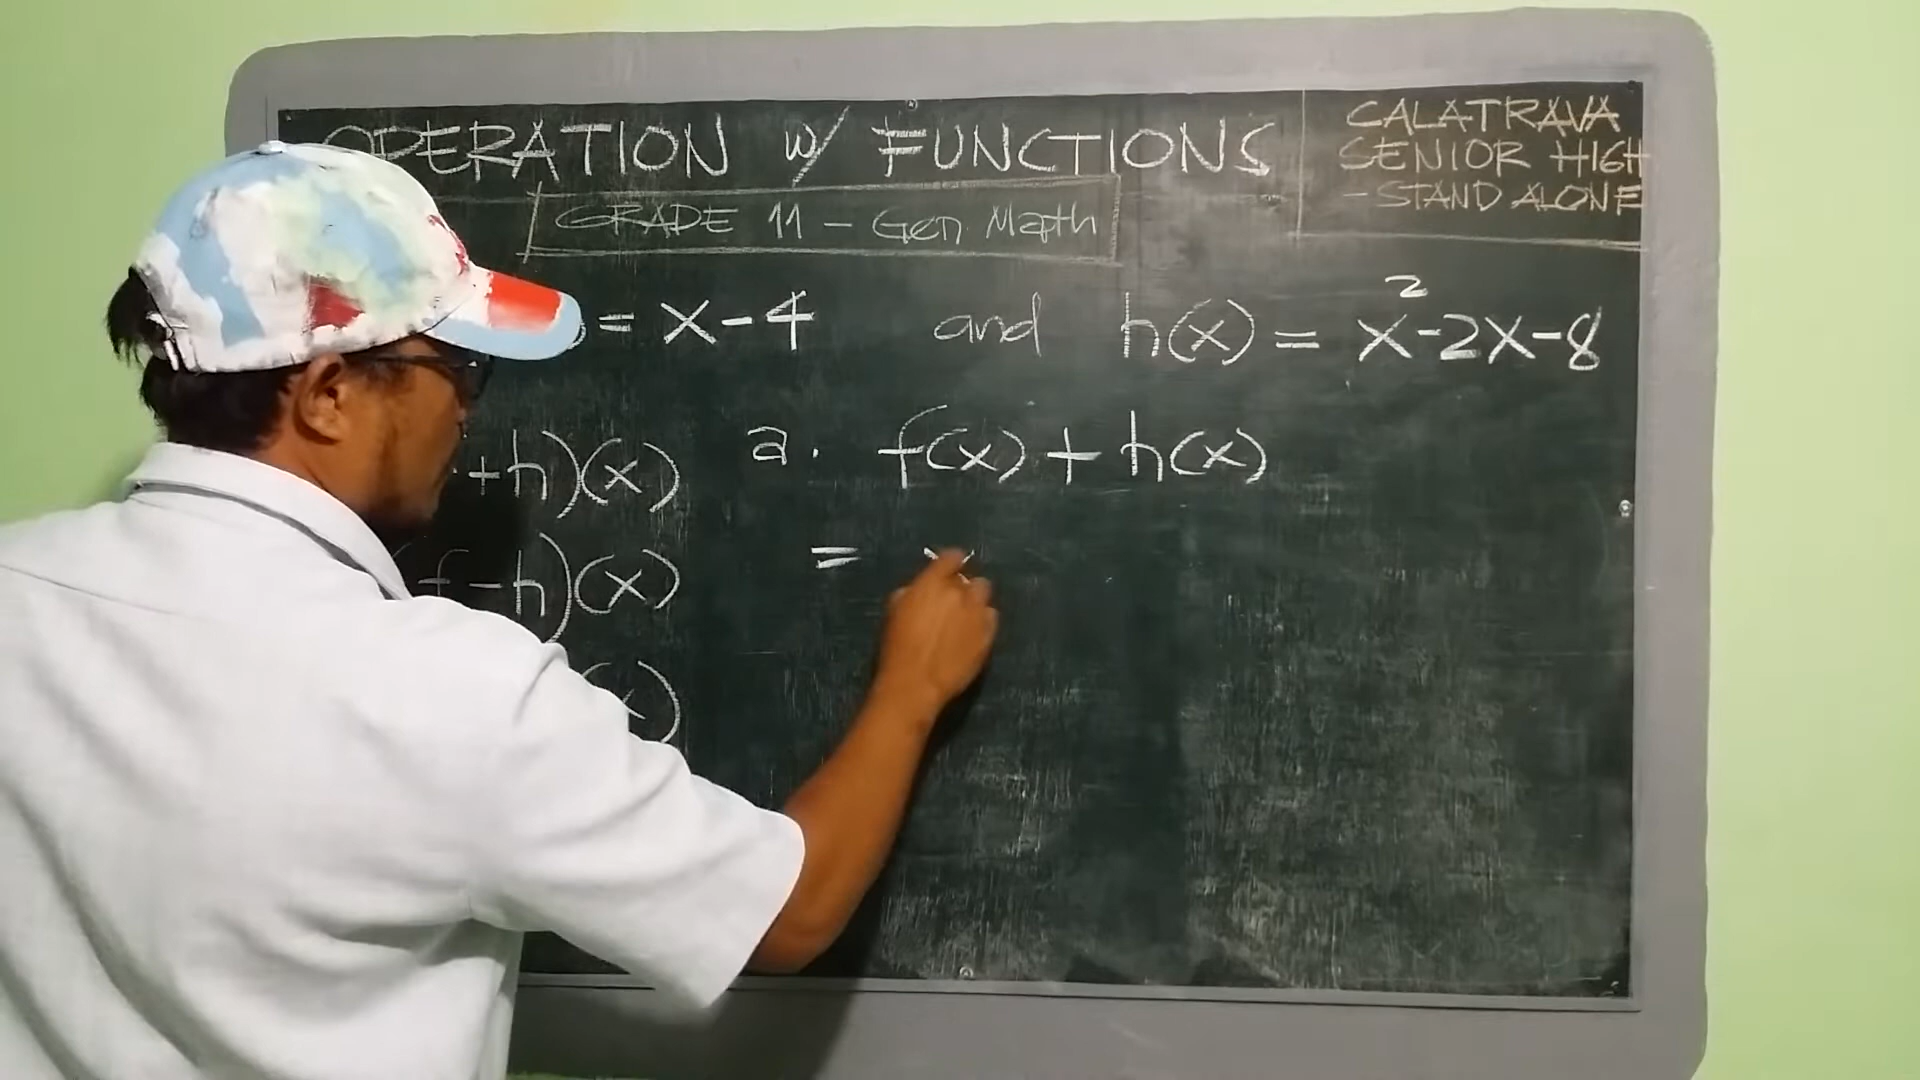 OPERATION w/ FUNCTIONS
GRADE 11 - Gen Math
CALATRAVA
SENIOR HIGH
- STAND ALONE
= x - 4 and h(x) = x² - 2x - 8
+h)(x)
f - h)(x)
(x)
a. f(x) + h(x)
= x